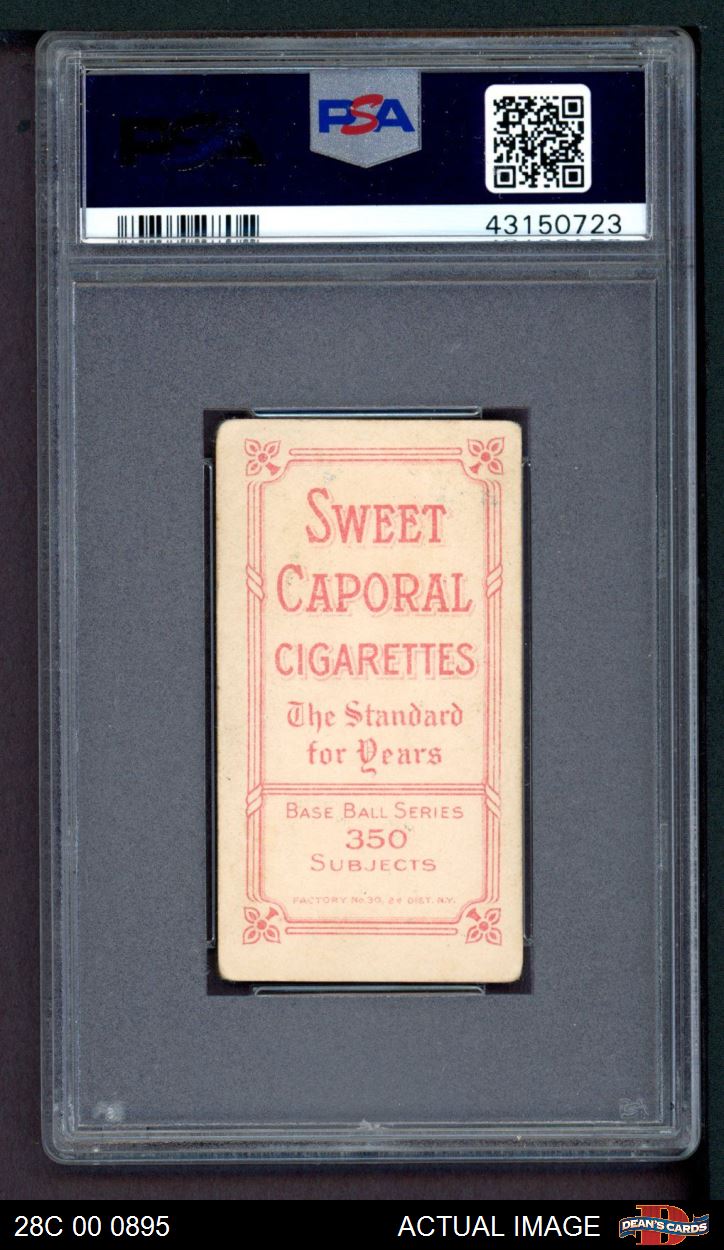 PSA
PSA
43150723
SWEET
CAPORAL
CIGARETTES
The Standard
for Years
BASE BALL SERIES
350
SUBJECTS
FACTORY No. 30, 2d DIST. N.Y.
28C 00 0895
ACTUAL IMAGE
DEAN'S CARDS